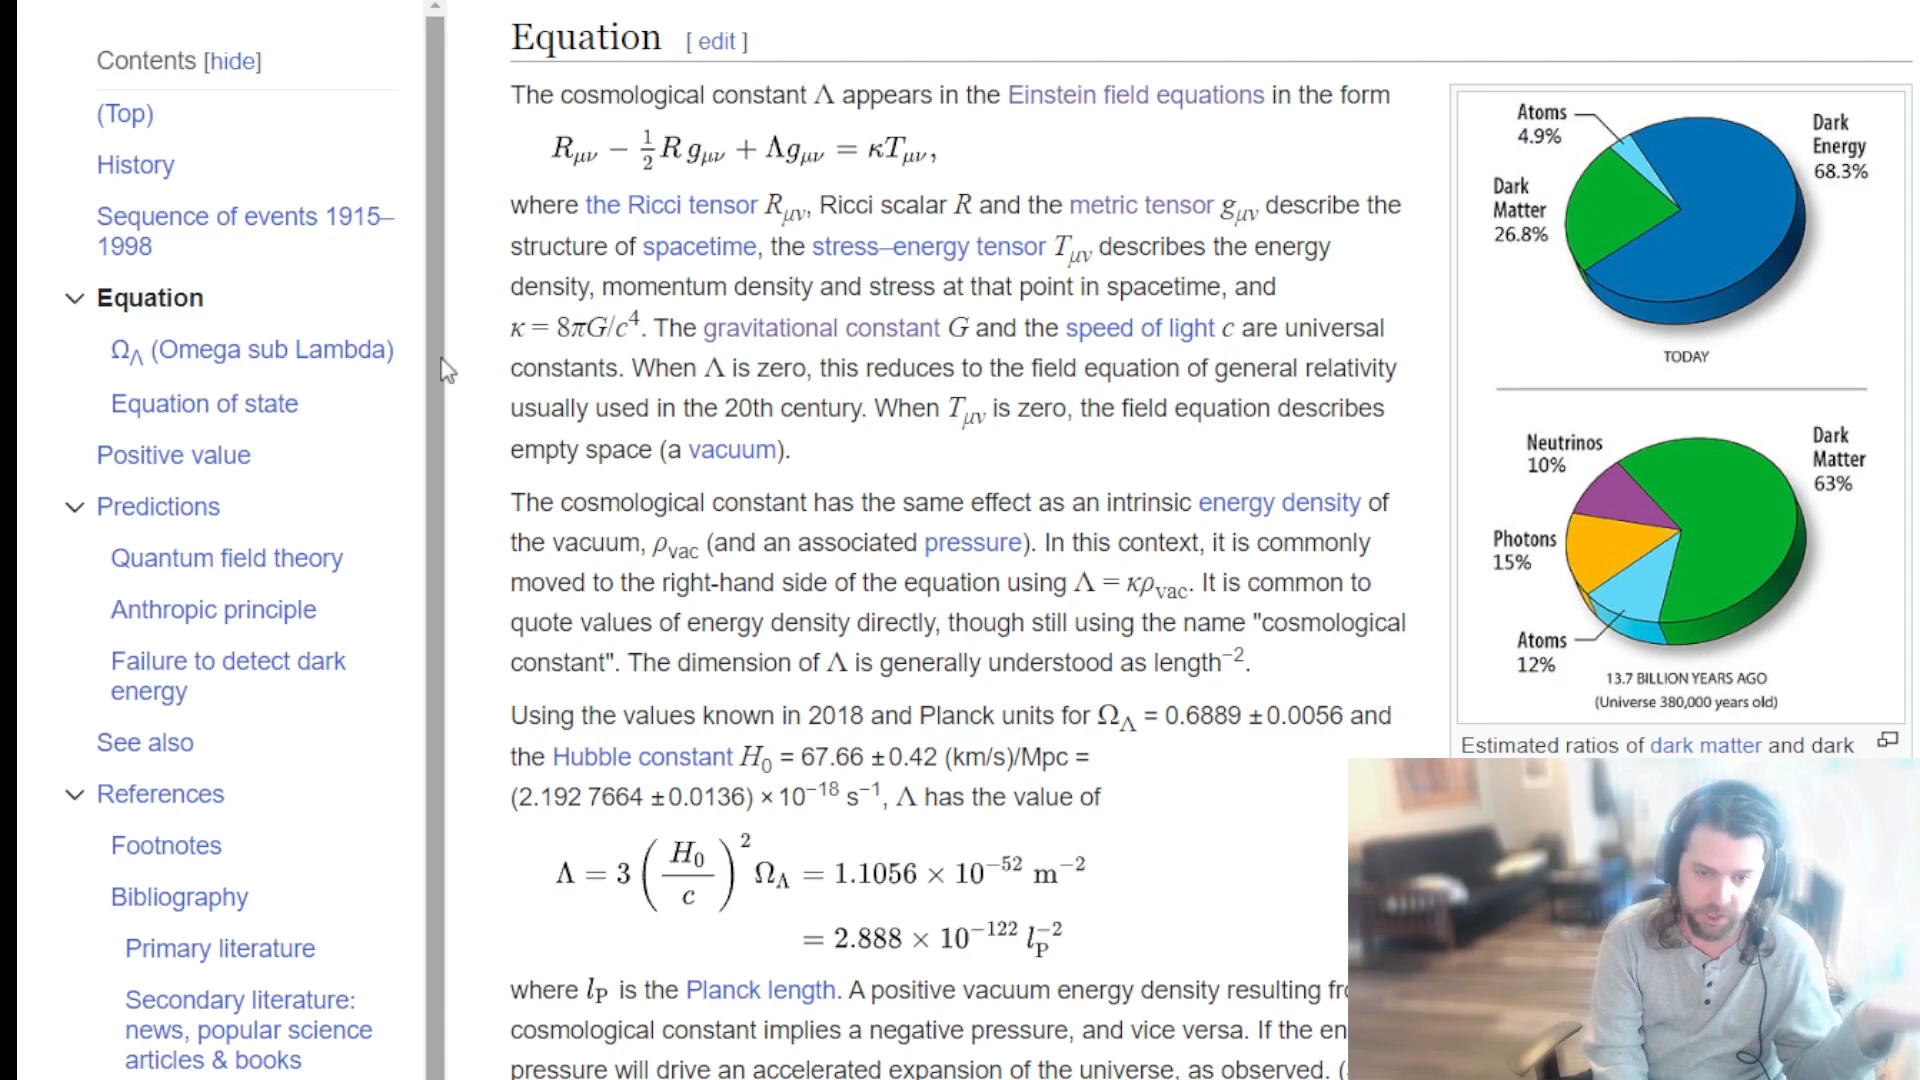 Contents [hide]
(Top)
History
Sequence of events 1915–
1998
Equation
Ω_Λ (Omega sub Lambda)
Equation of state
Positive value
Predictions
Quantum field theory
Anthropic principle
Failure to detect dark
energy
See also
References
Footnotes
Bibliography
Primary literature
Secondary literature:
news, popular science
articles & books
Equation [ edit ]
The cosmological constant Λ appears in the Einstein field equations in the form
R_μν − ½ R g_μν + Λg_μν = κT_μν,
where the Ricci tensor R_μν, Ricci scalar R and the metric tensor g_μν describe the
structure of spacetime, the stress–energy tensor T_μν describes the energy
density, momentum density and stress at that point in spacetime, and
κ = 8πG/c⁴. The gravitational constant G and the speed of light c are universal
constants. When Λ is zero, this reduces to the field equation of general relativity
usually used in the 20th century. When T_μν is zero, the field equation describes
empty space (a vacuum).
The cosmological constant has the same effect as an intrinsic energy density of
the vacuum, ρ_vac (and an associated pressure). In this context, it is commonly
moved to the right-hand side of the equation using Λ = κρ_vac. It is common to
quote values of energy density directly, though still using the name "cosmological
constant". The dimension of Λ is generally understood as length⁻².
Using the values known in 2018 and Planck units for Ω_Λ = 0.6889 ±0.0056 and
the Hubble constant H₀ = 67.66 ±0.42 (km/s)/Mpc =
(2.192 7664 ±0.0136) × 10⁻¹⁸ s⁻¹, Λ has the value of
Λ = 3 (H₀/c)² Ω_Λ = 1.1056 × 10⁻⁵² m⁻²
= 2.888 × 10⁻¹²² l_P⁻²
where l_P is the Planck length. A positive vacuum energy density resulting fr
cosmological constant implies a negative pressure, and vice versa. If the en
pressure will drive an accelerated expansion of the universe, as observed. (
Atoms
4.9%
Dark
Energy
68.3%
Dark
Matter
26.8%
TODAY
Neutrinos
10%
Dark
Matter
63%
Photons
15%
Atoms
12%
13.7 BILLION YEARS AGO
(Universe 380,000 years old)
Estimated ratios of dark matter and dark